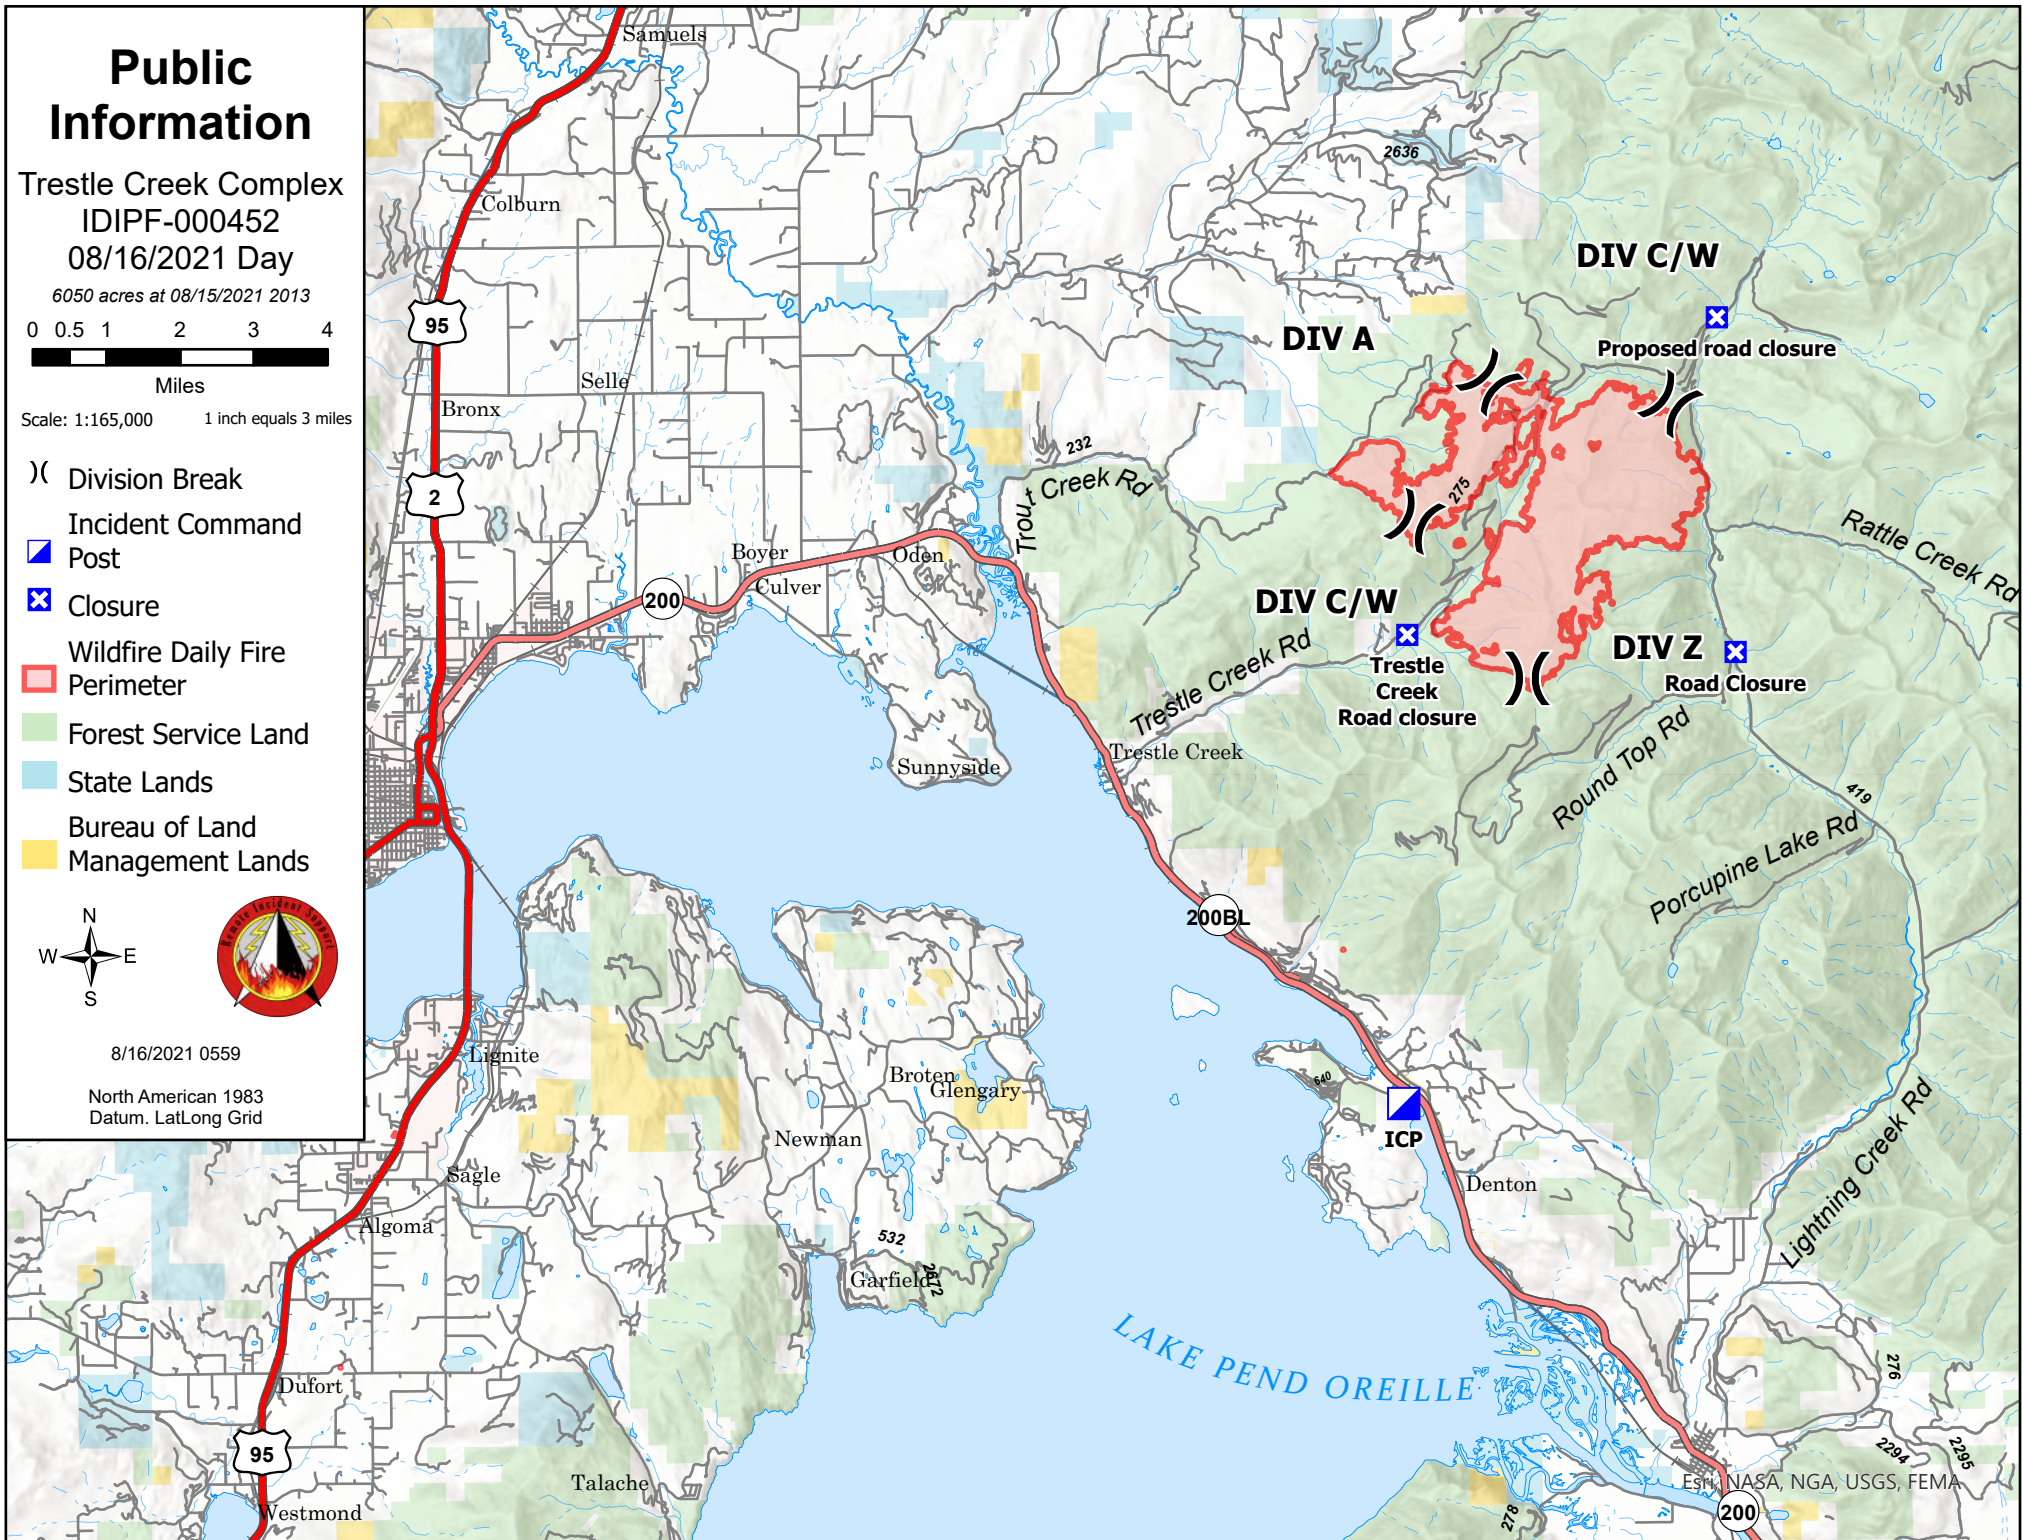 Public
Information
Trestle Creek Complex
IDIPF-000452
08/16/2021 Day
6050 acres at 08/15/2021 2013
0 0.5 1 2 3 4
Miles
Scale: 1:165,000 1 inch equals 3 miles
)( Division Break
Incident Command
Post
Closure
Wildfire Daily Fire
Perimeter
Forest Service Land
State Lands
Bureau of Land
Management Lands
N
W E
S
Remote Incident Support
8/16/2021 0559
North American 1983
Datum. LatLong Grid
Samuels
Colburn
95
Selle
Bronx
2
Boyer
Culver
Oden
200
Sunnyside
232
Trout Creek Rd
2636
DIV A
DIV C/W
Proposed road closure
275
Rattle Creek Rd
DIV C/W
Trestle
Creek
Road closure
DIV Z
Road Closure
Trestle Creek Rd
Trestle Creek
Round Top Rd
419
Porcupine Lake Rd
200BL
Lignite
Broten
Glengary
Newman
640
ICP
Denton
Lightning Creek Rd
Sagle
Algoma
532
2672
Garfield
LAKE PEND OREILLE
Dufort
95
Westmond
Talache
276
2294
2295
278
Esri, NASA, NGA, USGS, FEMA
200